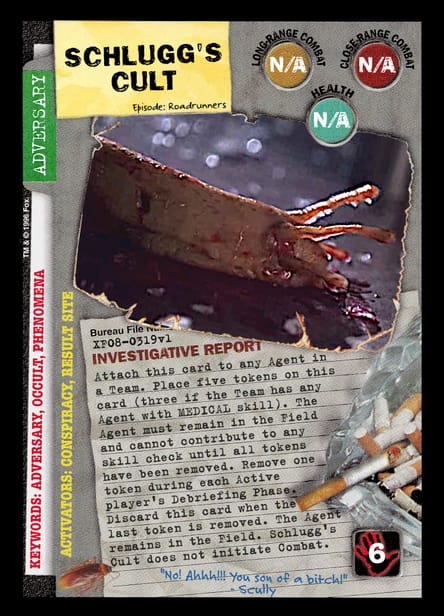 SCHLUGG'S
CULT
Episode: Roadrunners
LONG-RANGE COMBAT
N/A
CLOSE-RANGE COMBAT
N/A
HEALTH
N/A
ADVERSARY
TM & © 1996 Fox.
KEYWORDS: ADVERSARY, OCCULT, PHENOMENA
ACTIVATORS: CONSPIRACY, RESULT SITE
Bureau File
XF08-0319v1
INVESTIGATIVE REPORT
Attach this card to any Agent in
a Team. Place five tokens on this
card (three if the Team has any
Agent with MEDICAL skill). The
Agent must remain in the Field
and cannot contribute to any
skill check until all tokens
have been removed. Remove one
token during each Active
player's Debriefing Phase.
Discard this card when the
last token is removed. The Agent
remains in the Field. Schlugg's
Cult does not initiate Combat.
6
"No! Ahhh!!! You son of a bitch!"
- Scully